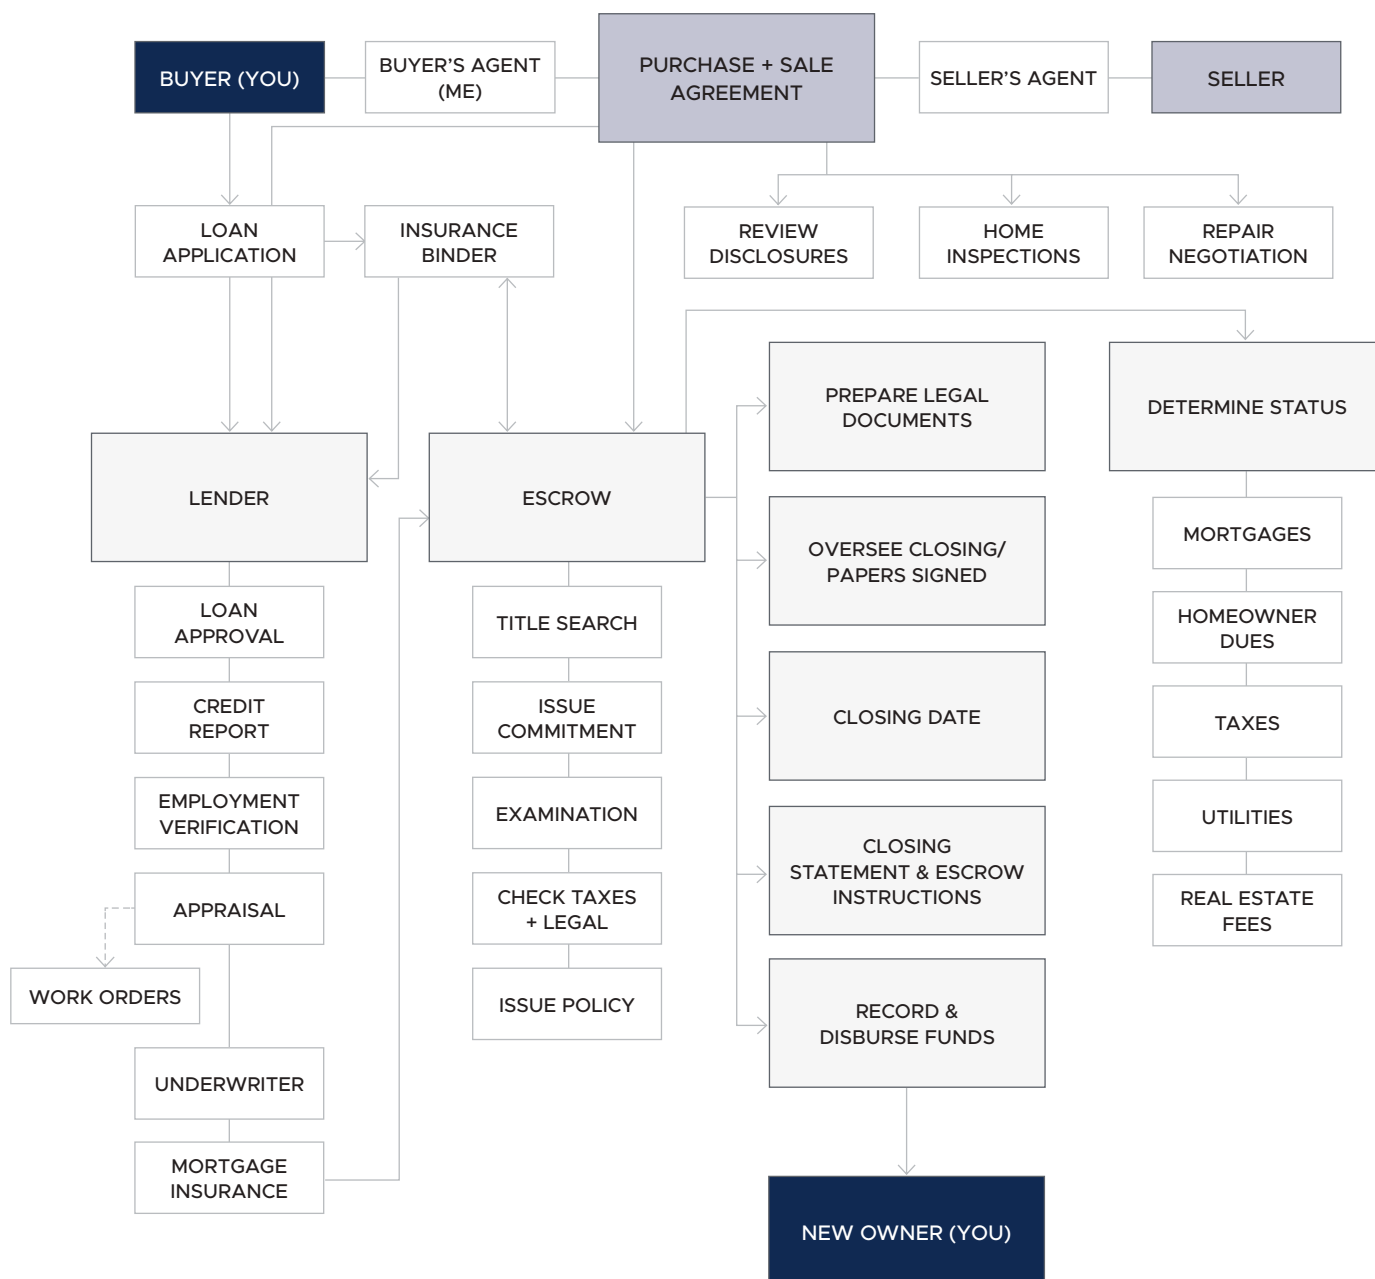 BUYER (YOU)
BUYER'S AGENT
(ME)
PURCHASE + SALE
AGREEMENT
SELLER'S AGENT
SELLER
LOAN
APPLICATION
INSURANCE
BINDER
REVIEW
DISCLOSURES
HOME
INSPECTIONS
REPAIR
NEGOTIATION
LENDER
ESCROW
PREPARE LEGAL
DOCUMENTS
DETERMINE STATUS
LOAN
APPROVAL
CREDIT
REPORT
EMPLOYMENT
VERIFICATION
APPRAISAL
WORK ORDERS
UNDERWRITER
MORTGAGE
INSURANCE
TITLE SEARCH
ISSUE
COMMITMENT
EXAMINATION
CHECK TAXES
+ LEGAL
ISSUE POLICY
OVERSEE CLOSING/
PAPERS SIGNED
CLOSING DATE
CLOSING
STATEMENT & ESCROW
INSTRUCTIONS
RECORD &
DISBURSE FUNDS
NEW OWNER (YOU)
MORTGAGES
HOMEOWNER
DUES
TAXES
UTILITIES
REAL ESTATE
FEES